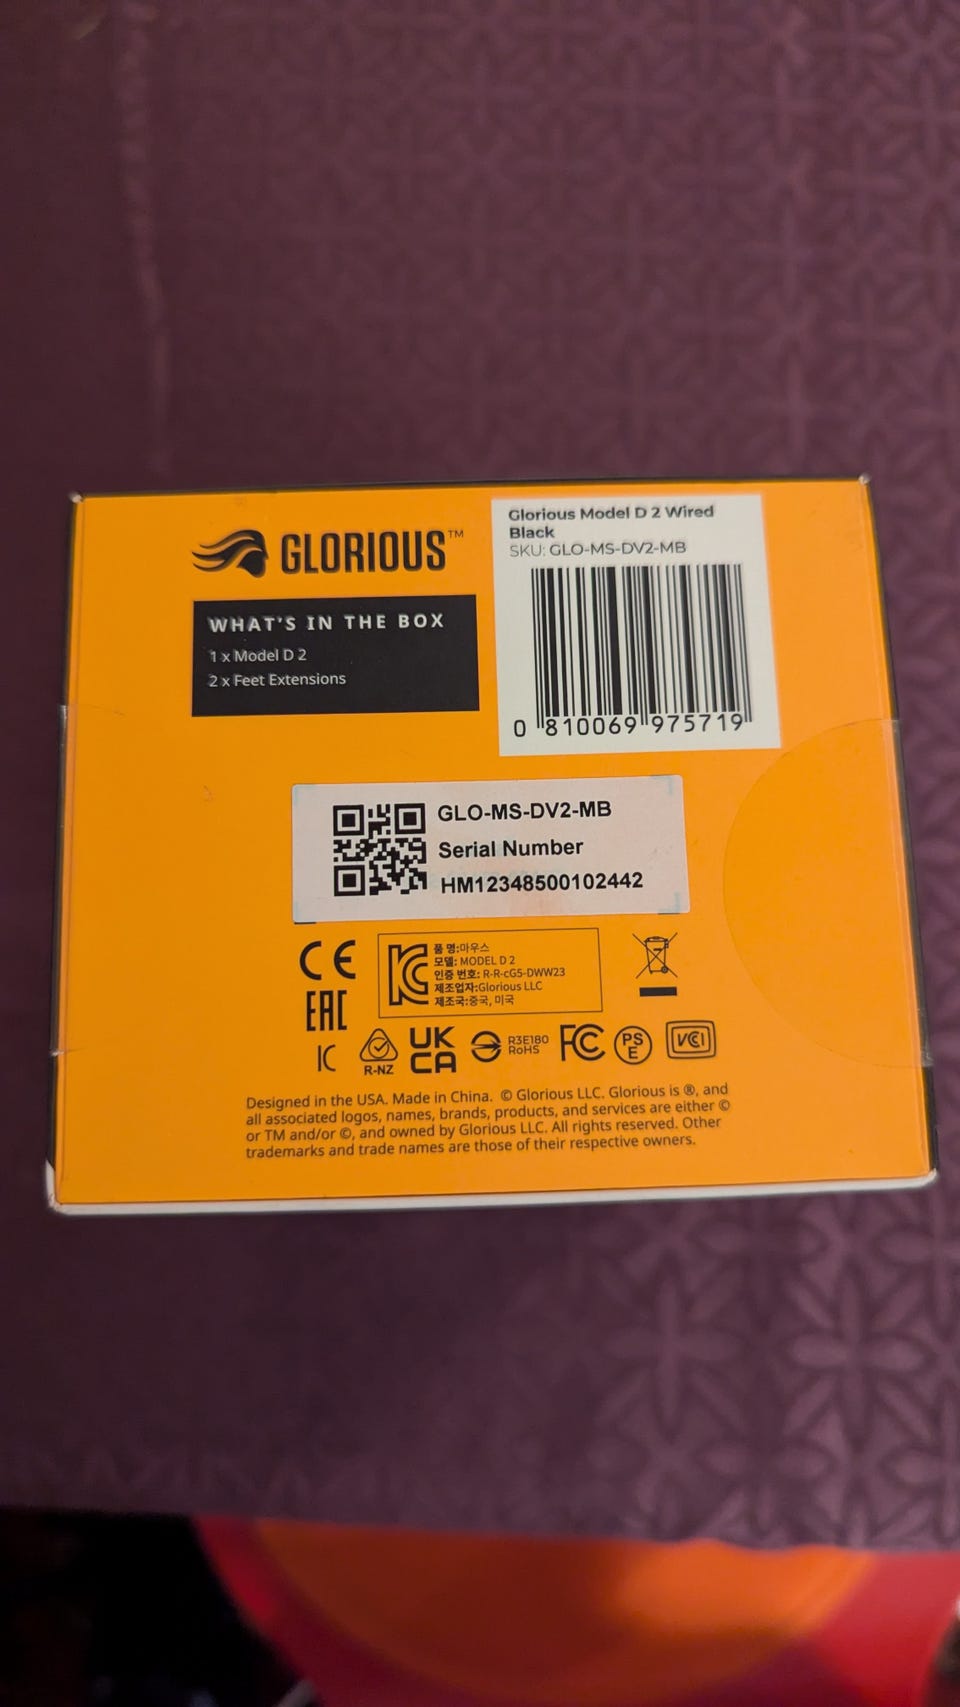 GLORIOUS™
WHAT'S IN THE BOX
1 x Model D 2
2 x Feet Extensions
Glorious Model D 2 Wired
Black
SKU: GLO-MS-DV2-MB
0 810069 975719
GLO-MS-DV2-MB
Serial Number
HM12348500102442
CE
EAC
IC
품 명:마우스
모델: MODEL D 2
인증 번호: R-R-cG5-DWW23
제조업자:Glorious LLC
제조국:중국, 미국
R-NZ
UK
CA
R3E180
RoHS
FC
PS
E
VCI
Designed in the USA. Made in China. © Glorious LLC. Glorious is ®, and
all associated logos, names, brands, products, and services are either ©
or TM and/or ©, and owned by Glorious LLC. All rights reserved. Other
trademarks and trade names are those of their respective owners.